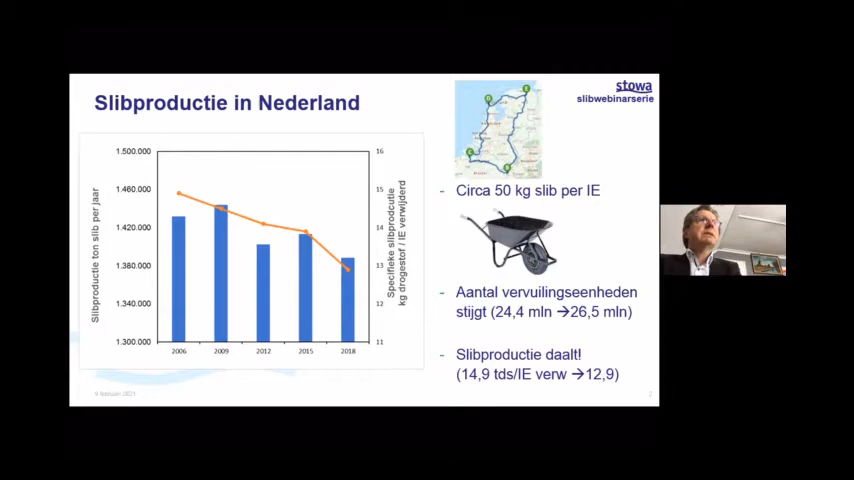 Slibproductie in Nederland
stowa
slibwebinarserie
1.500.000
1.460.000
1.420.000
1.380.000
1.340.000
1.300.000
Slibproductie ton slib per jaar
16
15
14
13
12
11
Specifieke slibprodcutie
kg drogestof / IE verwijderd
2006 2009 2012 2015 2018
- Circa 50 kg slib per IE
- Aantal vervuilingseenheden
stijgt (24,4 mln →26,5 mln)
- Slibproductie daalt!
(14,9 tds/IE verw →12,9)
9 februari 2021
2